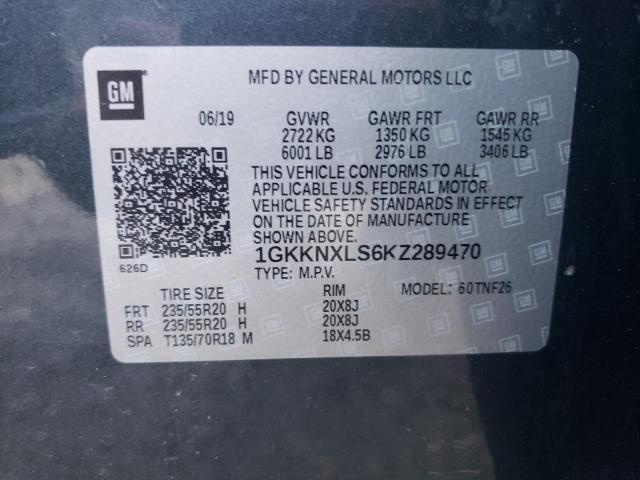 GM
MFD BY GENERAL MOTORS LLC
06/19 GVWR GAWR FRT GAWR RR
2722 KG 1350 KG 1545 KG
6001 LB 2976 LB 3406 LB
THIS VEHICLE CONFORMS TO ALL
APPLICABLE U.S. FEDERAL MOTOR
VEHICLE SAFETY STANDARDS IN EFFECT
ON THE DATE OF MANUFACTURE
SHOWN ABOVE.
626D
1GKKNXLS6KZ289470
TYPE: M.P.V.
TIRE SIZE RIM MODEL: 60TNF26
FRT 235/55R20 H 20X8J
RR 235/55R20 H 20X8J
SPA T135/70R18 M 18X4.5B